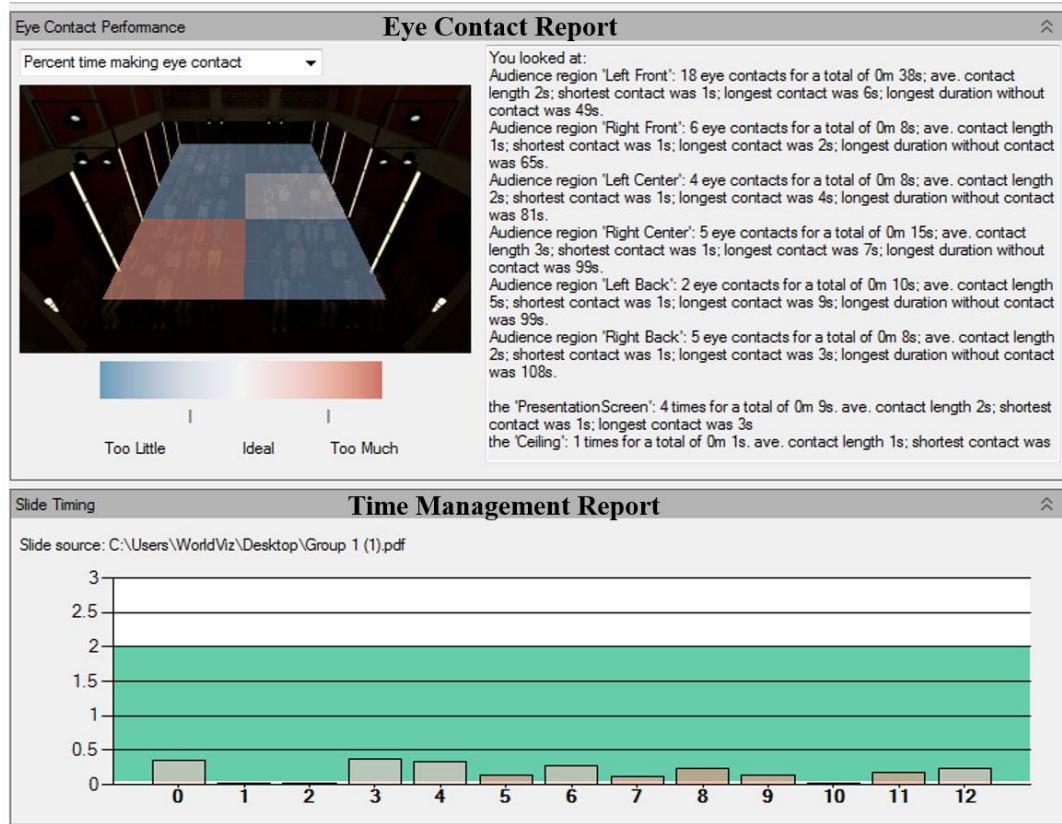 Eye Contact Performance
Eye Contact Report
Percent time making eye contact
Too Little
Ideal
Too Much
You looked at:
Audience region 'Left Front': 18 eye contacts for a total of 0m 38s; ave. contact
length 2s; shortest contact was 1s; longest contact was 6s; longest duration without
contact was 49s.
Audience region 'Right Front': 6 eye contacts for a total of 0m 8s; ave. contact length
1s; shortest contact was 1s; longest contact was 2s; longest duration without contact
was 65s.
Audience region 'Left Center': 4 eye contacts for a total of 0m 8s; ave. contact length
2s; shortest contact was 1s; longest contact was 4s; longest duration without contact
was 81s.
Audience region 'Right Center': 5 eye contacts for a total of 0m 15s; ave. contact
length 3s; shortest contact was 1s; longest contact was 7s; longest duration without
contact was 99s.
Audience region 'Left Back': 2 eye contacts for a total of 0m 10s; ave. contact length
5s; shortest contact was 1s; longest contact was 9s; longest duration without contact
was 99s.
Audience region 'Right Back': 5 eye contacts for a total of 0m 8s; ave. contact length
2s; shortest contact was 1s; longest contact was 3s; longest duration without contact
was 108s.
the 'PresentationScreen': 4 times for a total of 0m 9s. ave. contact length 2s; shortest
contact was 1s; longest contact was 3s
the 'Ceiling': 1 times for a total of 0m 1s. ave. contact length 1s; shortest contact was
Slide Timing
Time Management Report
Slide source: C:\Users\WorldViz\Desktop\Group 1 (1).pdf
3
2.5
2
1.5
1
0.5
0
0 1 2 3 4 5 6 7 8 9 10 11 12